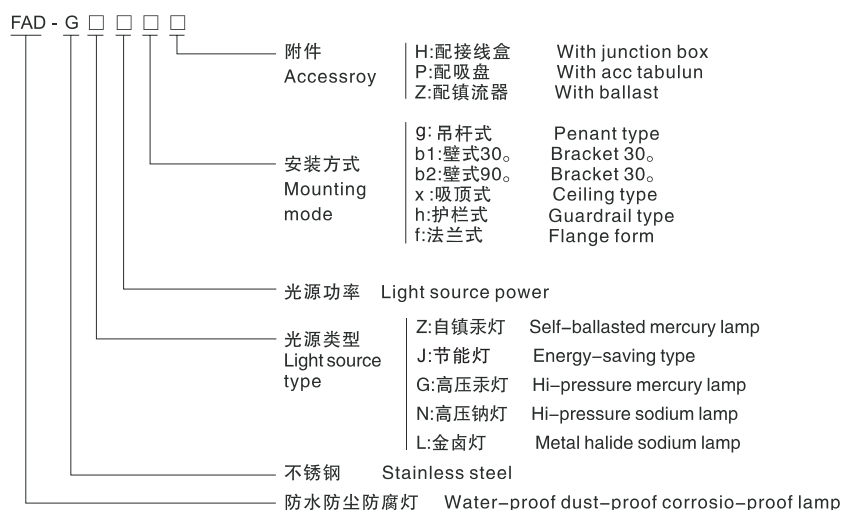 FAD - G □ □ □ □
附件
Accessroy
H:配接线盒 With junction box
P:配吸盘 With acc tabulun
Z:配镇流器 With ballast
安装方式
Mounting
mode
g:吊杆式 Penant type
b1:壁式30。 Bracket 30。
b2:壁式90。 Bracket 30。
x:吸顶式 Ceiling type
h:护栏式 Guardrail type
f:法兰式 Flange form
光源功率 Light source power
光源类型
Light source
type
Z:自镇汞灯 Self-ballasted mercury lamp
J:节能灯 Energy-saving type
G:高压汞灯 Hi-pressure mercury lamp
N:高压钠灯 Hi-pressure sodium lamp
L:金卤灯 Metal halide sodium lamp
不锈钢 Stainless steel
防水防尘防腐灯 Water-proof dust-proof corrosio-proof lamp